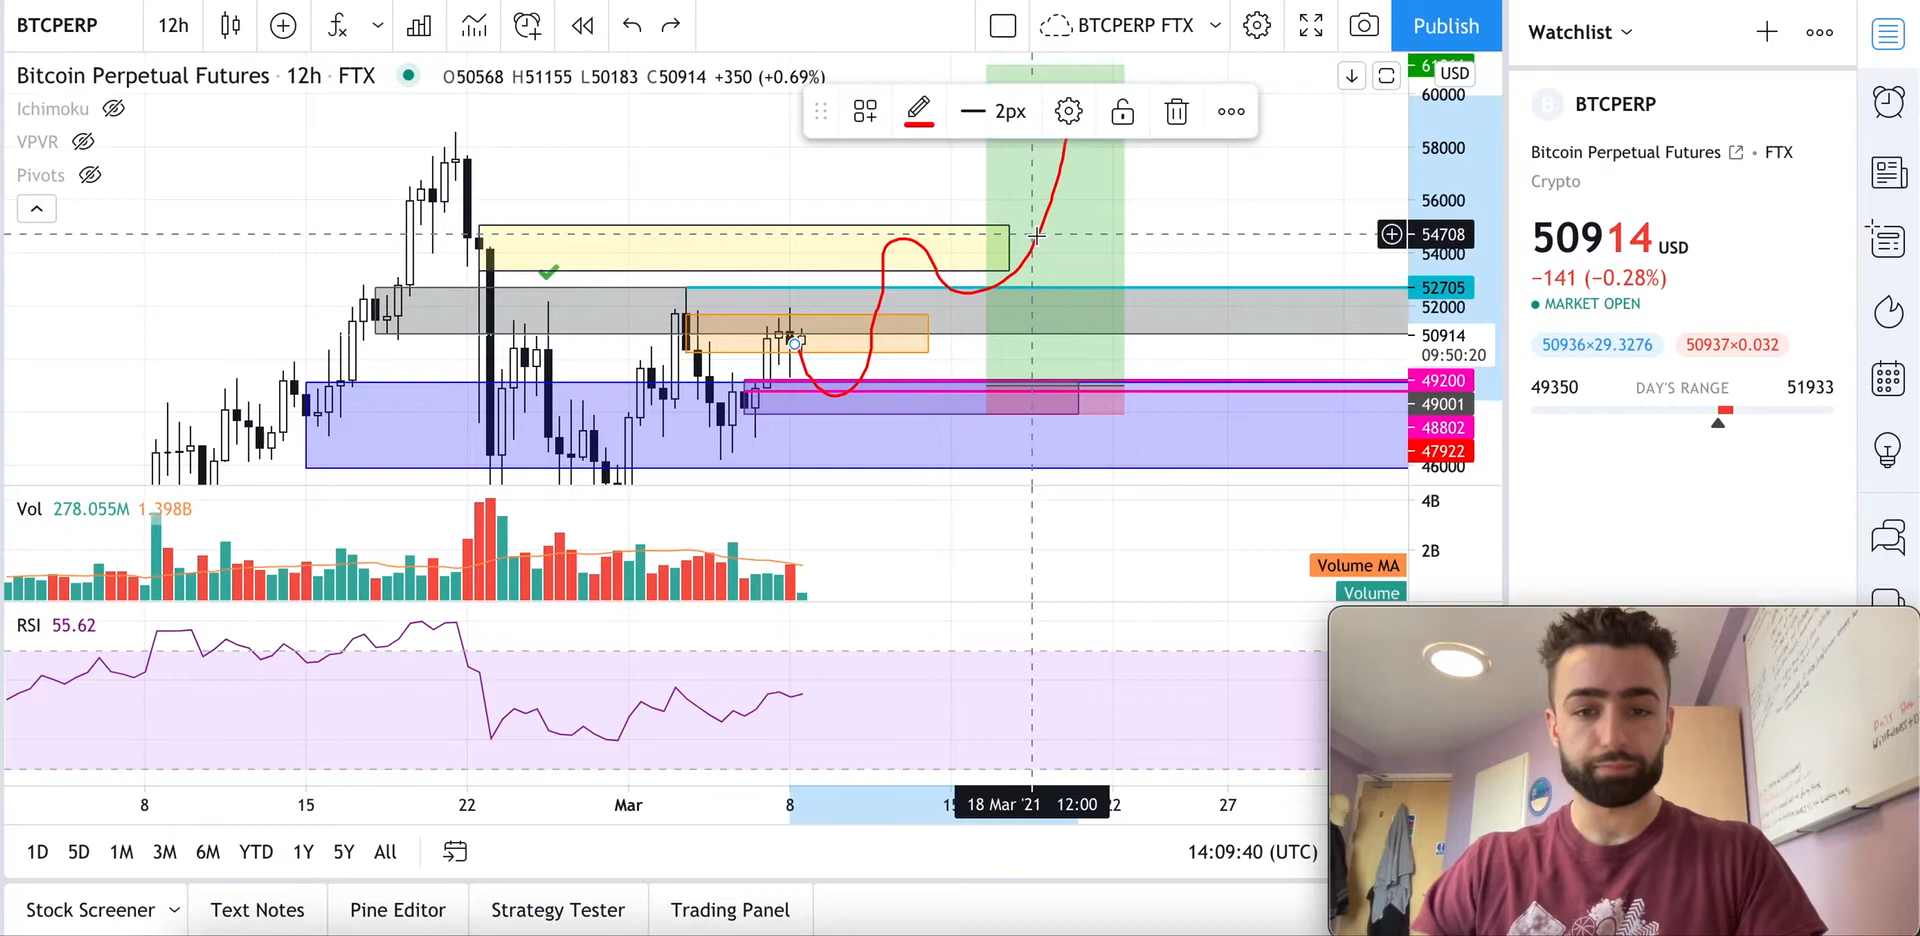 BTCPERP
12h
BTCPERP FTX
Publish
Watchlist
Bitcoin Perpetual Futures · 12h · FTX
O50568 H51155 L50183 C50914 +350 (+0.69%)
USD
2px
BTCPERP
Ichimoku
VPVR
Pivots
60000
58000
56000
54708
54000
52705
52000
50914
09:50:20
49200
49001
48802
47922
46000
Bitcoin Perpetual Futures • FTX
Crypto
50914 USD
−141 (−0.28%)
MARKET OPEN
50936×29.3276
50937×0.032
49350 DAY'S RANGE 51933
Vol 278.055M 1.398B
4B
2B
Volume MA
Volume
RSI 55.62
8 15 22 Mar 8 18 Mar '21 12:00 22 27
1D 5D 1M 3M 6M YTD 1Y 5Y All
14:09:40 (UTC)
Stock Screener
Text Notes
Pine Editor
Strategy Tester
Trading Panel